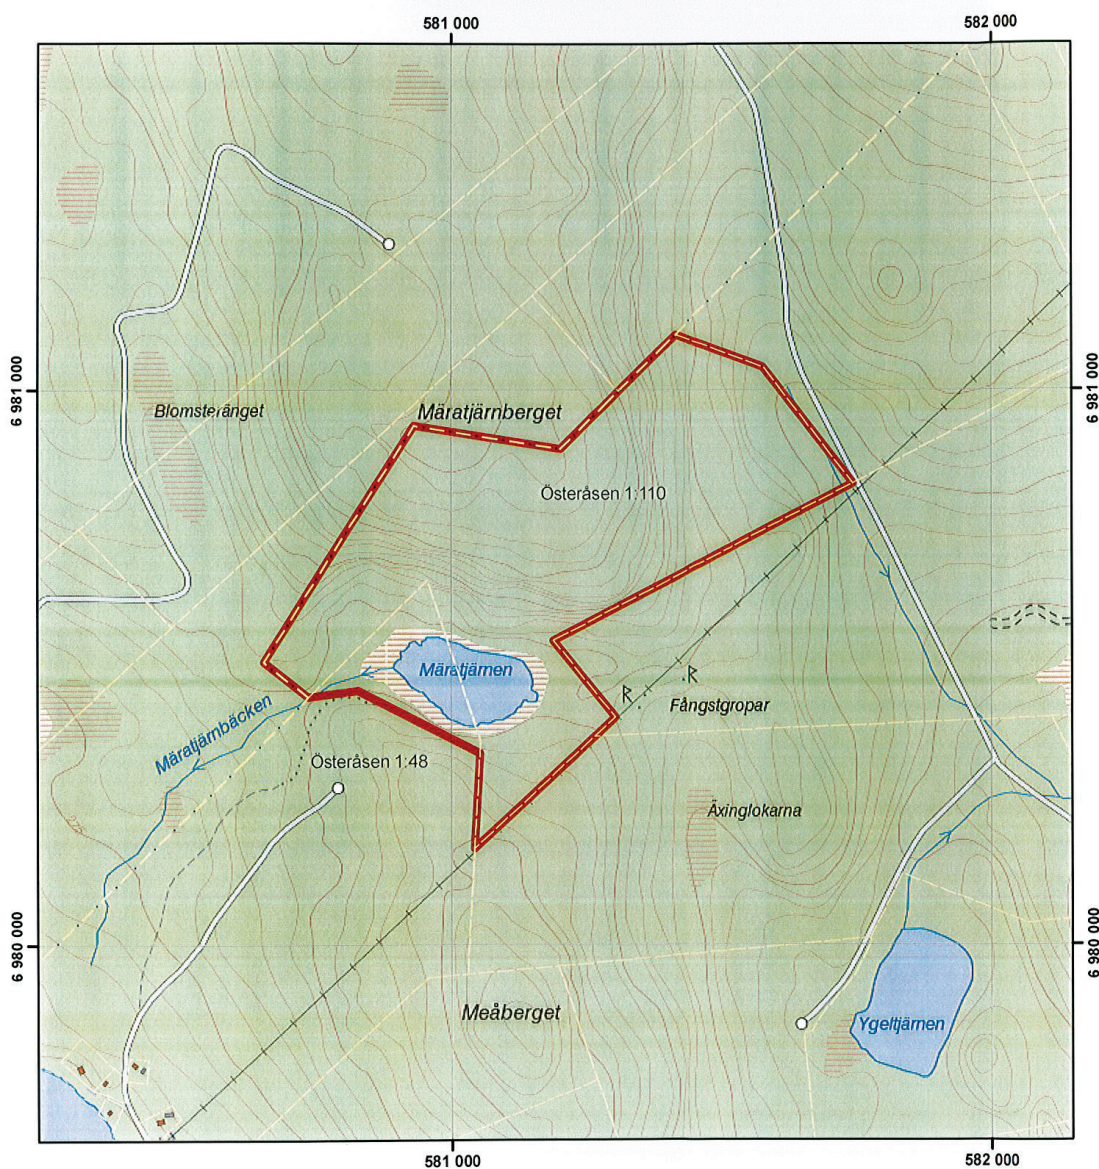 581 000
582 000
6 981 000
6 981 000
Blomsteränget
Märatjärnberget
Österåsen 1:110
Märatjärnen
R
R
Fångstgropar
Märatjärnbäcken
Österåsen 1:48
Äxinglokarna
6 980 000
6 980 000
Meåberget
Ygeltjärnen
581 000
582 000